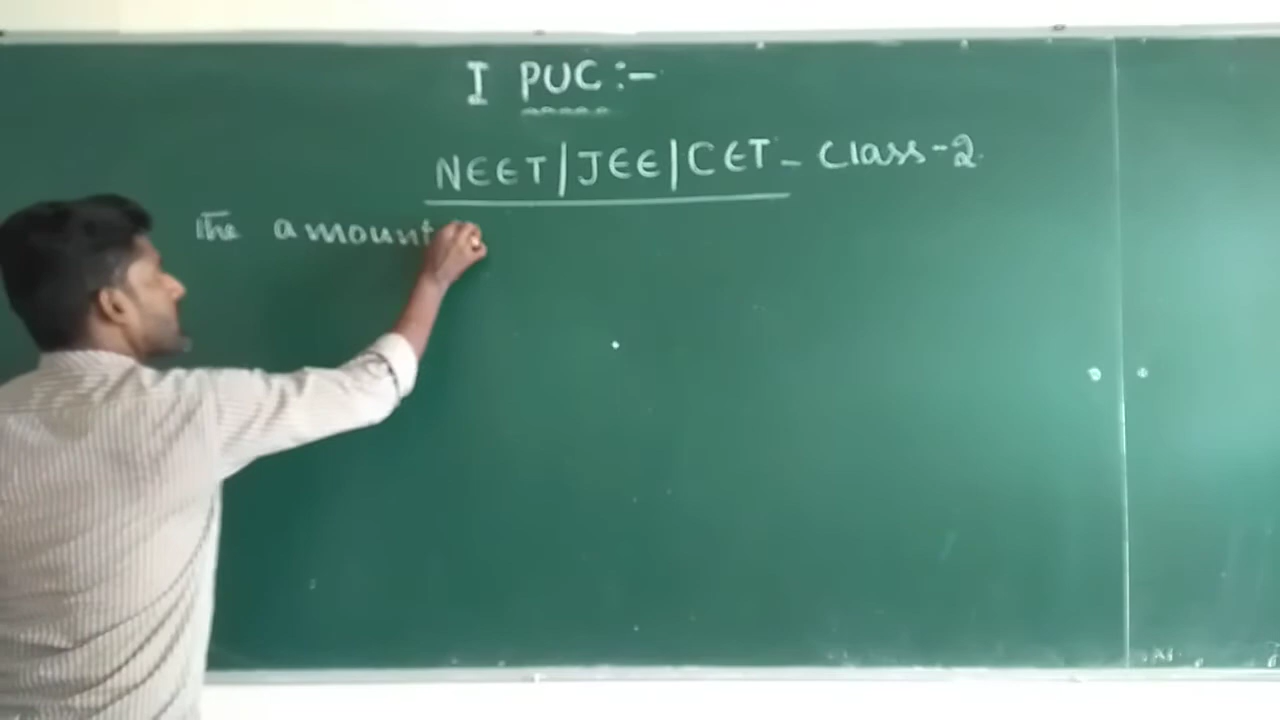 I PUC:-
NEET/JEE/CET - Class-2
The amount